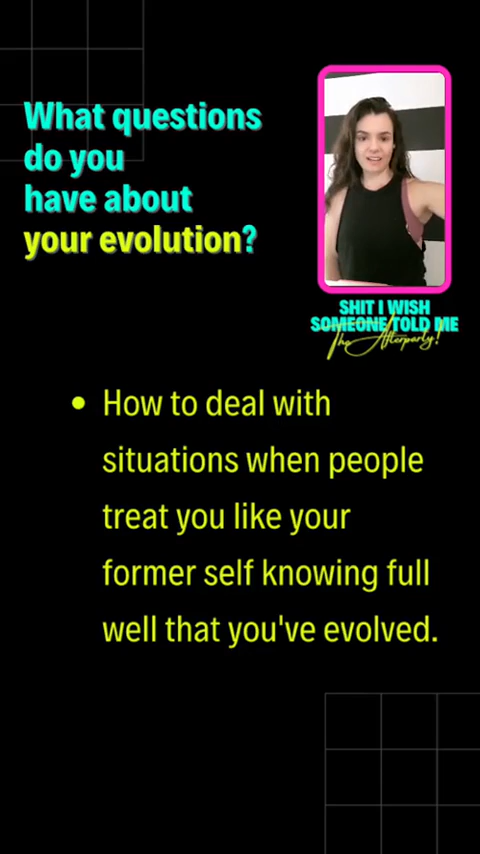 What questions
do you
have about
your evolution?
SHIT I WISH
SOMEONE TOLD ME
The Afterparty!
• How to deal with
situations when people
treat you like your
former self knowing full
well that you've evolved.